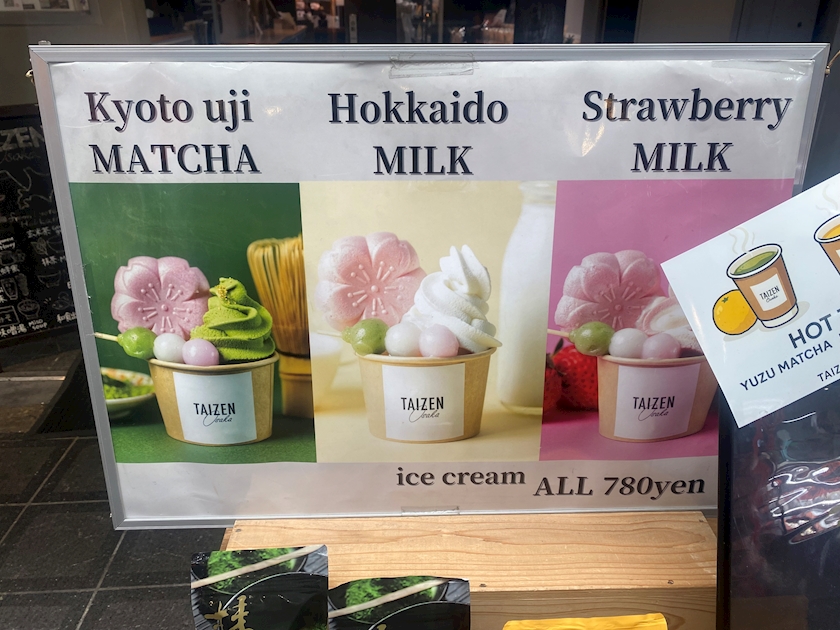 Kyoto uji
MATCHA
Hokkaido
MILK
Strawberry
MILK
TAIZEN
Osaka
TAIZEN
Osaka
TAIZEN
Osaka
ice cream
ALL 780yen
TAIZEN
Osaka
HOT
YUZU MATCHA